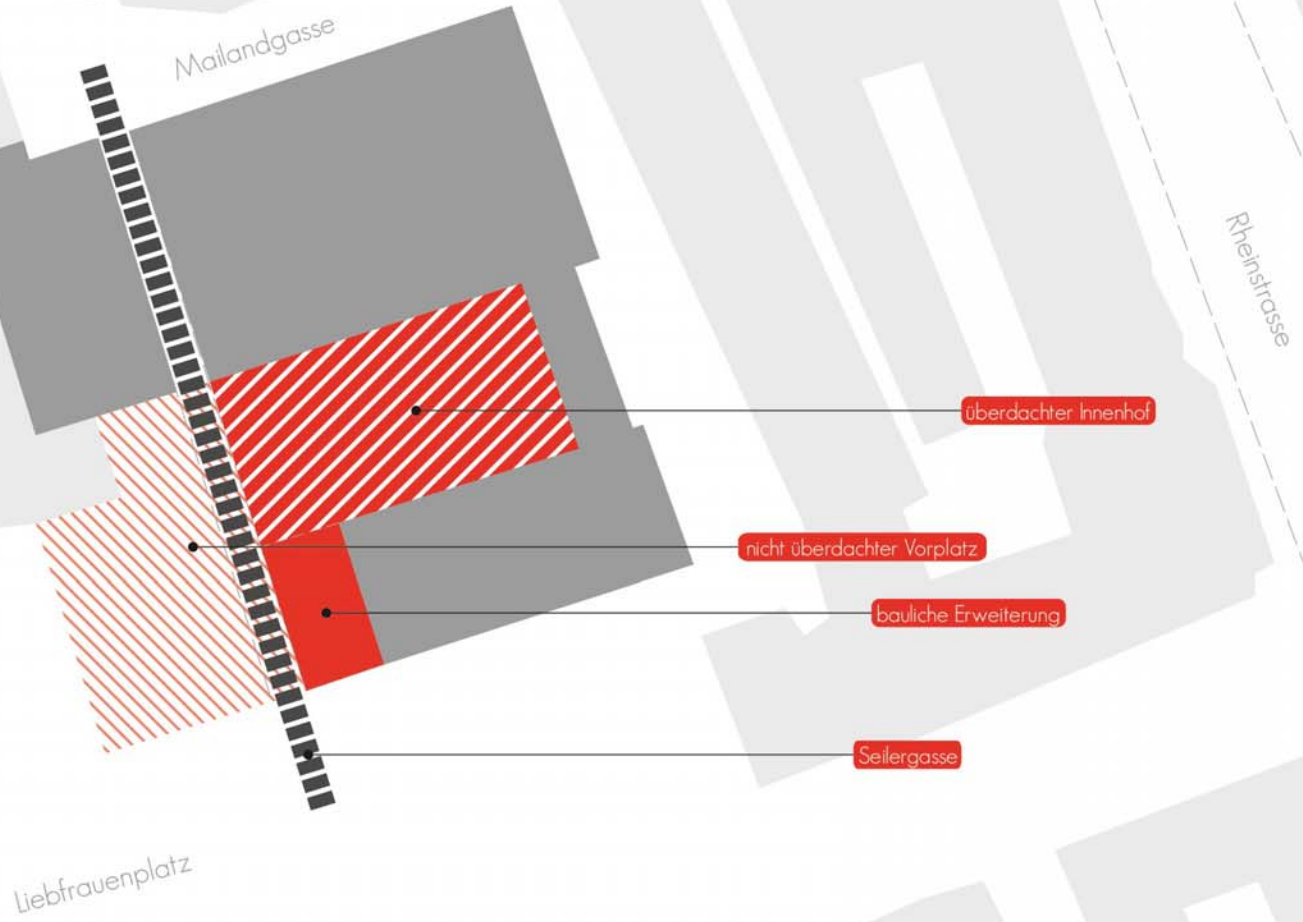 Mailandgasse
Rheinstrasse
überdachter Innenhof
nicht überdachter Vorplatz
bauliche Erweiterung
Seilergasse
Liebfrauenplatz